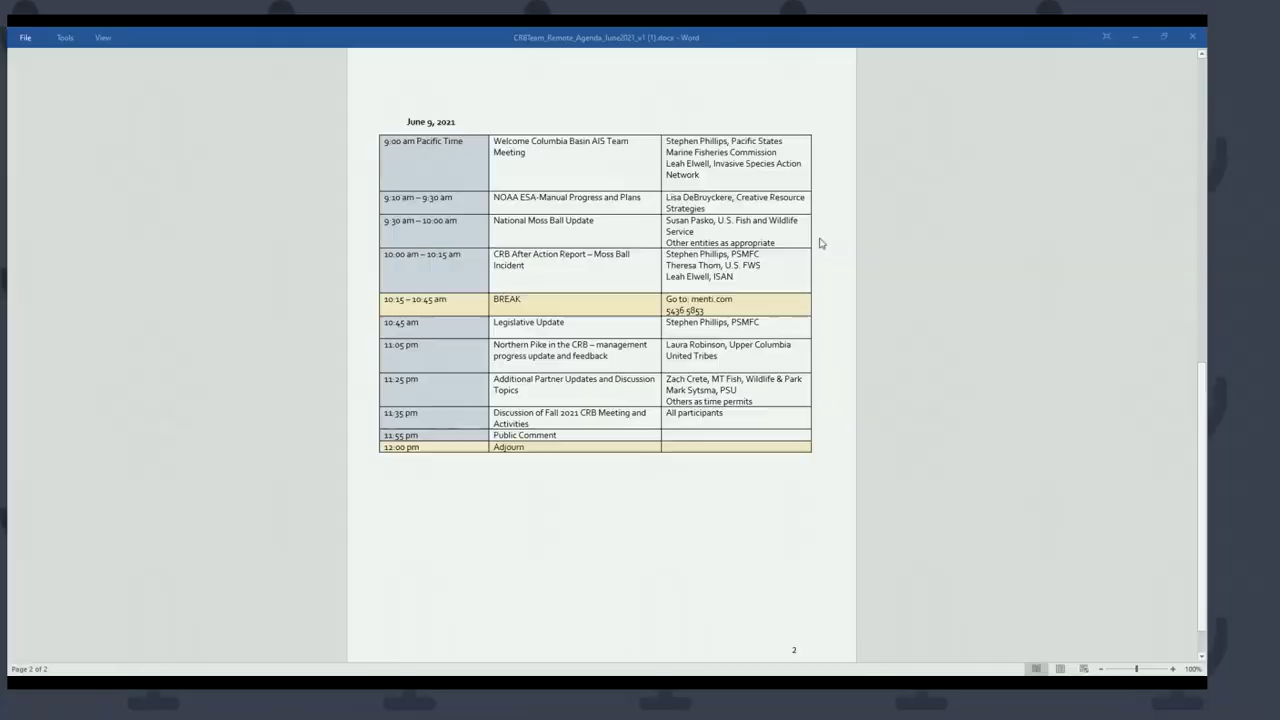 File Tools View CRBTeam_Remote_Agenda_June2021_v1 [1].docx - Word
June 9, 2021
9:00 am Pacific Time
Welcome Columbia Basin AIS Team
Meeting
Stephen Phillips, Pacific States
Marine Fisheries Commission
Leah Elwell, Invasive Species Action
Network
9:10 am – 9:30 am
NOAA ESA-Manual Progress and Plans
Lisa DeBruyckere, Creative Resource
Strategies
9:30 am – 10:00 am
National Moss Ball Update
Susan Pasko, U.S. Fish and Wildlife
Service
Other entities as appropriate
10:00 am – 10:15 am
CRB After Action Report – Moss Ball
Incident
Stephen Phillips, PSMFC
Theresa Thom, U.S. FWS
Leah Elwell, ISAN
10:15 – 10:45 am
BREAK
Go to: menti.com
5436 5853
10:45 am
Legislative Update
Stephen Phillips, PSMFC
11:05 pm
Northern Pike in the CRB – management
progress update and feedback
Laura Robinson, Upper Columbia
United Tribes
11:25 pm
Additional Partner Updates and Discussion
Topics
Zach Crete, MT Fish, Wildlife & Park
Mark Sytsma, PSU
Others as time permits
11:35 pm
Discussion of Fall 2021 CRB Meeting and
Activities
All participants
11:55 pm
Public Comment
12:00 pm
Adjourn
2
Page 2 of 2
100%